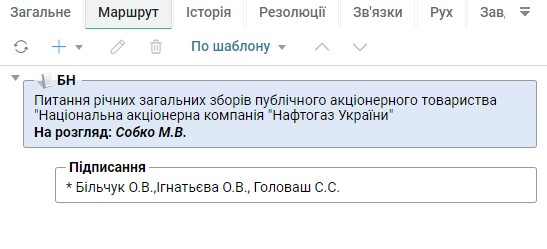 Загальне Маршрут Історія Резолюції Зв'язки Рух
По шаблону
БН
Питання річних загальних зборів публічного акціонерного товариства
"Національна акціонерна компанія "Нафтогаз України"
На розгляд: Собко М.В.
Підписання
* Більчук О.В.,Ігнатьєва О.В., Головаш С.С.